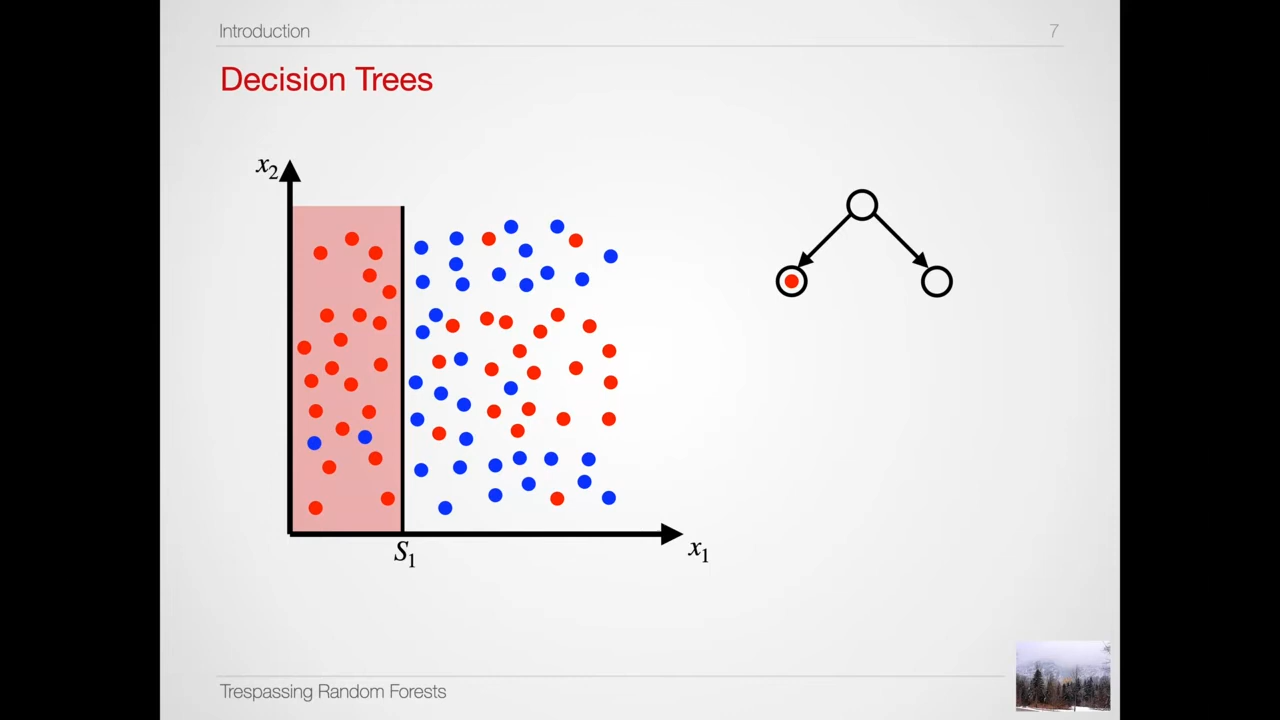 Introduction 7
Decision Trees
x₂
S₁
x₁
Trespassing Random Forests